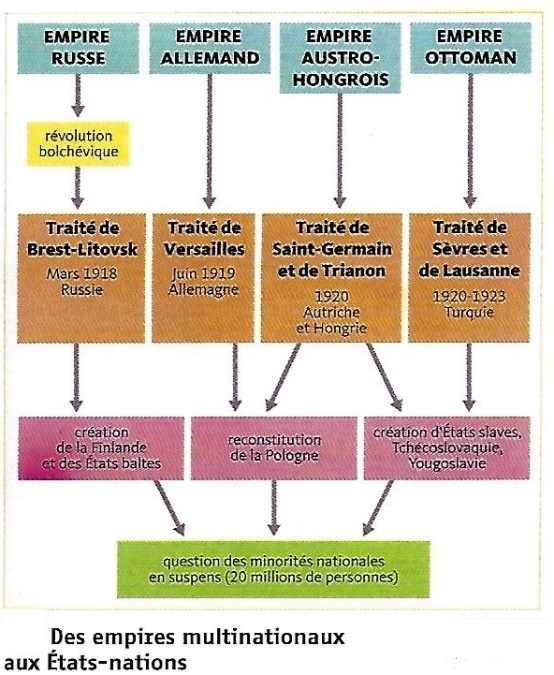 EMPIRE
RUSSE
EMPIRE
ALLEMAND
EMPIRE
AUSTRO-
HONGROIS
EMPIRE
OTTOMAN
révolution
bolchévique
Traité de
Brest-Litovsk
Mars 1918
Russie
Traité de
Versailles
Juin 1919
Allemagne
Traité de
Saint-Germain
et de Trianon
1920
Autriche
et Hongrie
Traité de
Sèvres et
de Lausanne
1920-1923
Turquie
création
de la Finlande
et des États baltes
reconstitution
de la Pologne
création d'États slaves,
Tchécoslovaquie,
Yougoslavie
question des minorités nationales
en suspens (20 millions de personnes)
Des empires multinationaux
aux États-nations